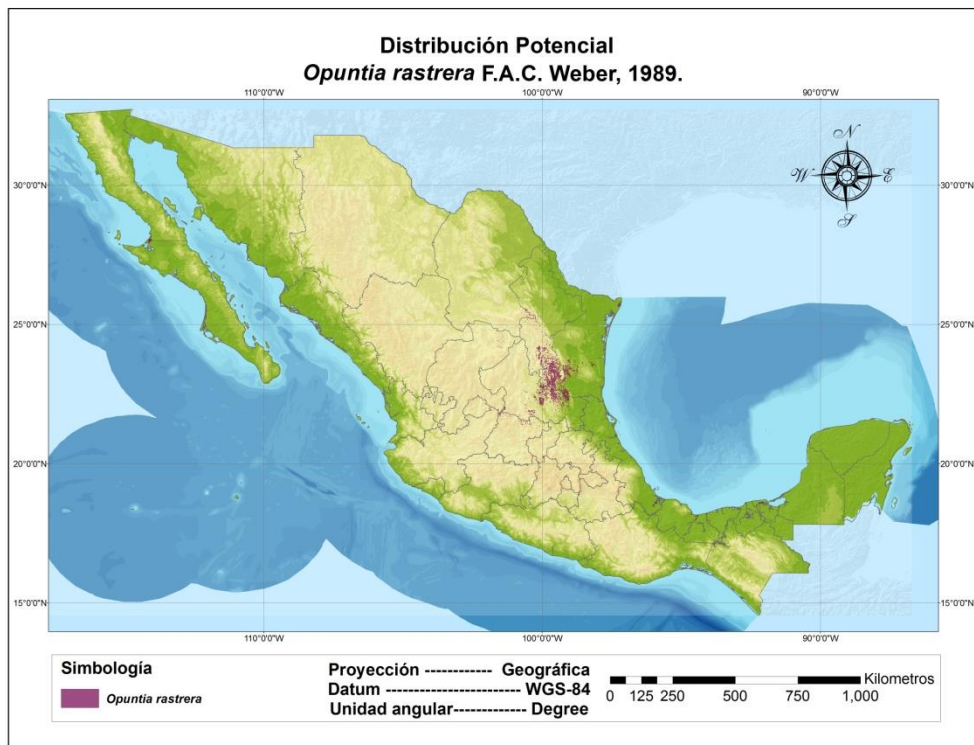 Distribución Potencial
Opuntia rastrera F.A.C. Weber, 1989.
110°0'0"W 100°0'0"W 90°0'0"W
N
W E
S
30°0'0"N 30°0'0"N
25°0'0"N 25°0'0"N
20°0'0"N 20°0'0"N
15°0'0"N 15°0'0"N
110°0'0"W 100°0'0"W 90°0'0"W
Simbología
Opuntia rastrera
Proyección ------------ Geográfica
Datum ------------------------ WGS-84
Unidad angular------------- Degree
Kilometros
0 125 250 500 750 1,000